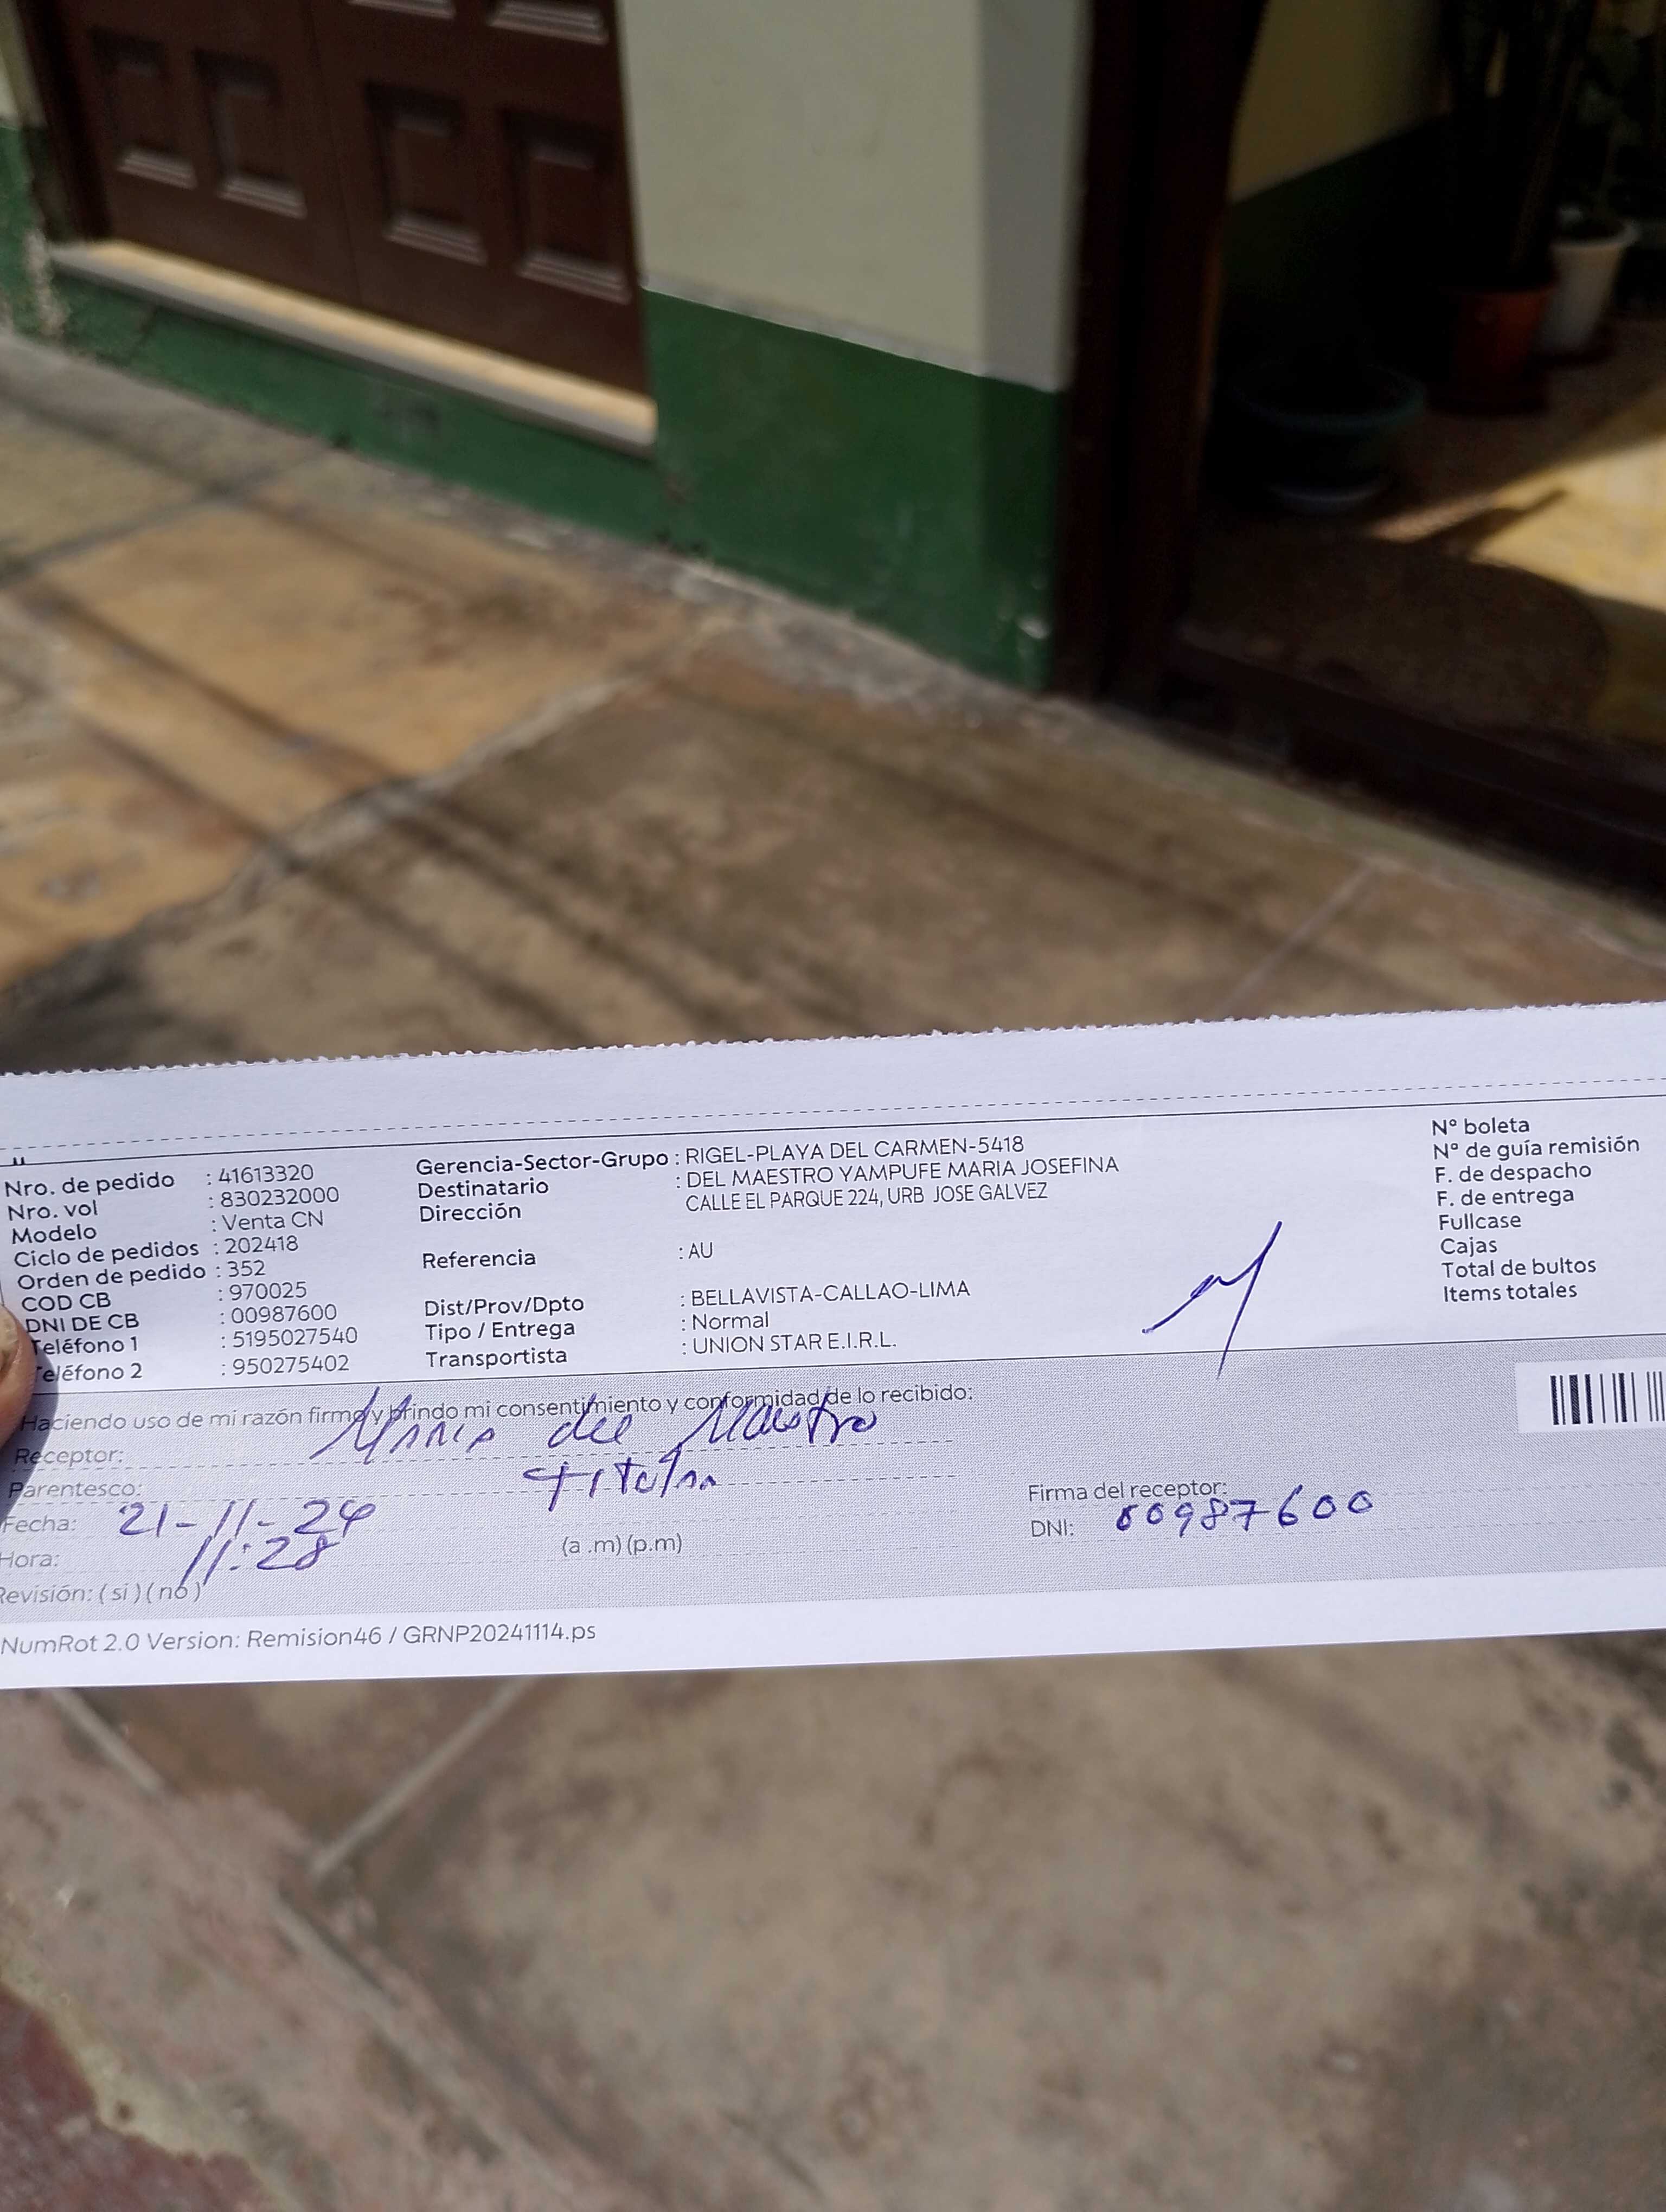 Nro. de pedido : 41613320
Nro. vol : 830232000
Modelo : Venta CN
Ciclo de pedidos : 202418
Orden de pedido : 352
COD CB : 970025
DNI DE CB : 00987600
Teléfono 1 : 5195027540
Teléfono 2 : 950275402
Gerencia-Sector-Grupo : RIGEL-PLAYA DEL CARMEN-5418
Destinatario : DEL MAESTRO YAMPUFE MARIA JOSEFINA
Dirección CALLE EL PARQUE 224, URB JOSE GALVEZ
Referencia : AU
Dist/Prov/Dpto : BELLAVISTA-CALLAO-LIMA
Tipo / Entrega : Normal
Transportista : UNION STAR E.I.R.L.
N° boleta
N° de guía remisión
F. de despacho
F. de entrega
Fullcase
Cajas
Total de bultos
Items totales
Haciendo uso de mi razón firmo y brindo mi consentimiento y conformidad de lo recibido:
Receptor: Maria del Maestro
Parentesco: titular
Fecha: 21-11-24
Hora: 11:28 (a .m) (p.m)
Revisión: ( si ) ( no )
Firma del receptor:
DNI: 00987600
NumRot 2.0 Version: Remision46 / GRNP20241114.ps